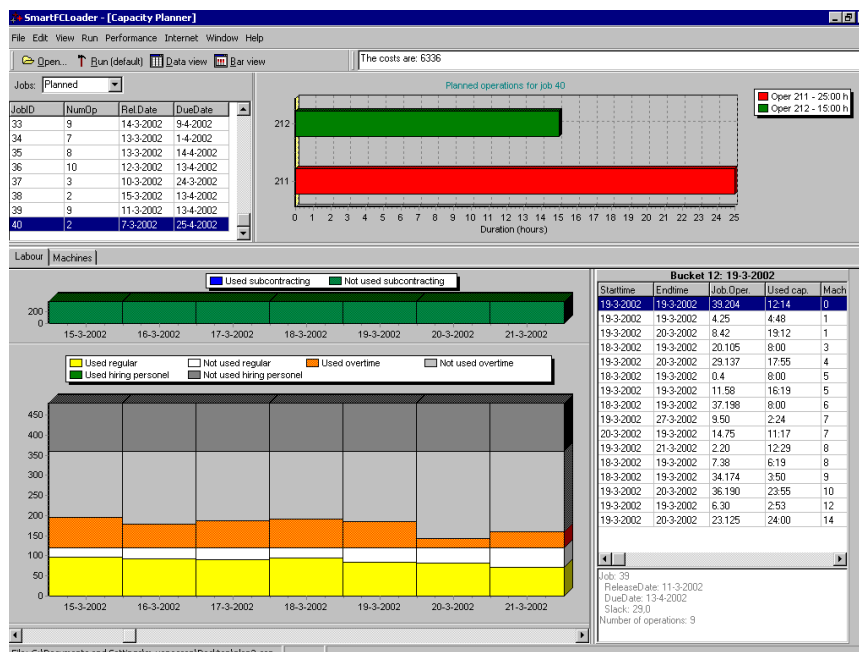 SmartFCLoader - [Capacity Planner]
File Edit View Run Performance Internet Window Help
Open... Run (default) Data view Bar view
The costs are: 6336
Jobs: Planned
JobID NumOp Rel.Date DueDate
33 9 14-3-2002 9-4-2002
34 7 13-3-2002 1-4-2002
35 8 13-3-2002 14-4-2002
36 10 12-3-2002 13-4-2002
37 3 10-3-2002 24-3-2002
38 2 15-3-2002 13-4-2002
39 9 11-3-2002 13-4-2002
40 2 7-3-2002 25-4-2002
Planned operations for job 40
Oper 211 - 25:00 h
Oper 212 - 15:00 h
212
211
0 1 2 3 4 5 6 7 8 9 10 11 12 13 14 15 16 17 18 19 20 21 22 23 24 25
Duration (hours)
Labour Machines
Used subcontracting Not used subcontracting
200
0
15-3-2002 16-3-2002 17-3-2002 18-3-2002 19-3-2002 20-3-2002 21-3-2002
Used regular Not used regular Used overtime Not used overtime
Used hiring personel Not used hiring personel
450
400
350
300
250
200
150
100
50
0
15-3-2002 16-3-2002 17-3-2002 18-3-2002 19-3-2002 20-3-2002 21-3-2002
Bucket 12: 19-3-2002
Starttime Endtime Job.Oper. Used cap. Mach
19-3-2002 19-3-2002 39.204 12:14 0
19-3-2002 19-3-2002 4.25 4:48 1
19-3-2002 20-3-2002 8.42 19:12 1
18-3-2002 19-3-2002 20.105 8:00 3
19-3-2002 20-3-2002 29.137 17:55 4
18-3-2002 19-3-2002 0.4 8:00 5
19-3-2002 19-3-2002 11.58 16:19 5
18-3-2002 19-3-2002 37.198 8:00 6
19-3-2002 27-3-2002 9.50 2:24 7
20-3-2002 19-3-2002 14.75 11:17 7
19-3-2002 21-3-2002 2.20 12:29 8
18-3-2002 19-3-2002 7.38 6:19 8
18-3-2002 19-3-2002 34.174 3:50 9
19-3-2002 20-3-2002 36.190 23:55 10
19-3-2002 19-3-2002 6.30 2:53 12
19-3-2002 20-3-2002 23.125 24:00 14
Job: 39
ReleaseDate: 11-3-2002
DueDate: 13-4-2002
Slack: 29,0
Number of operations: 9